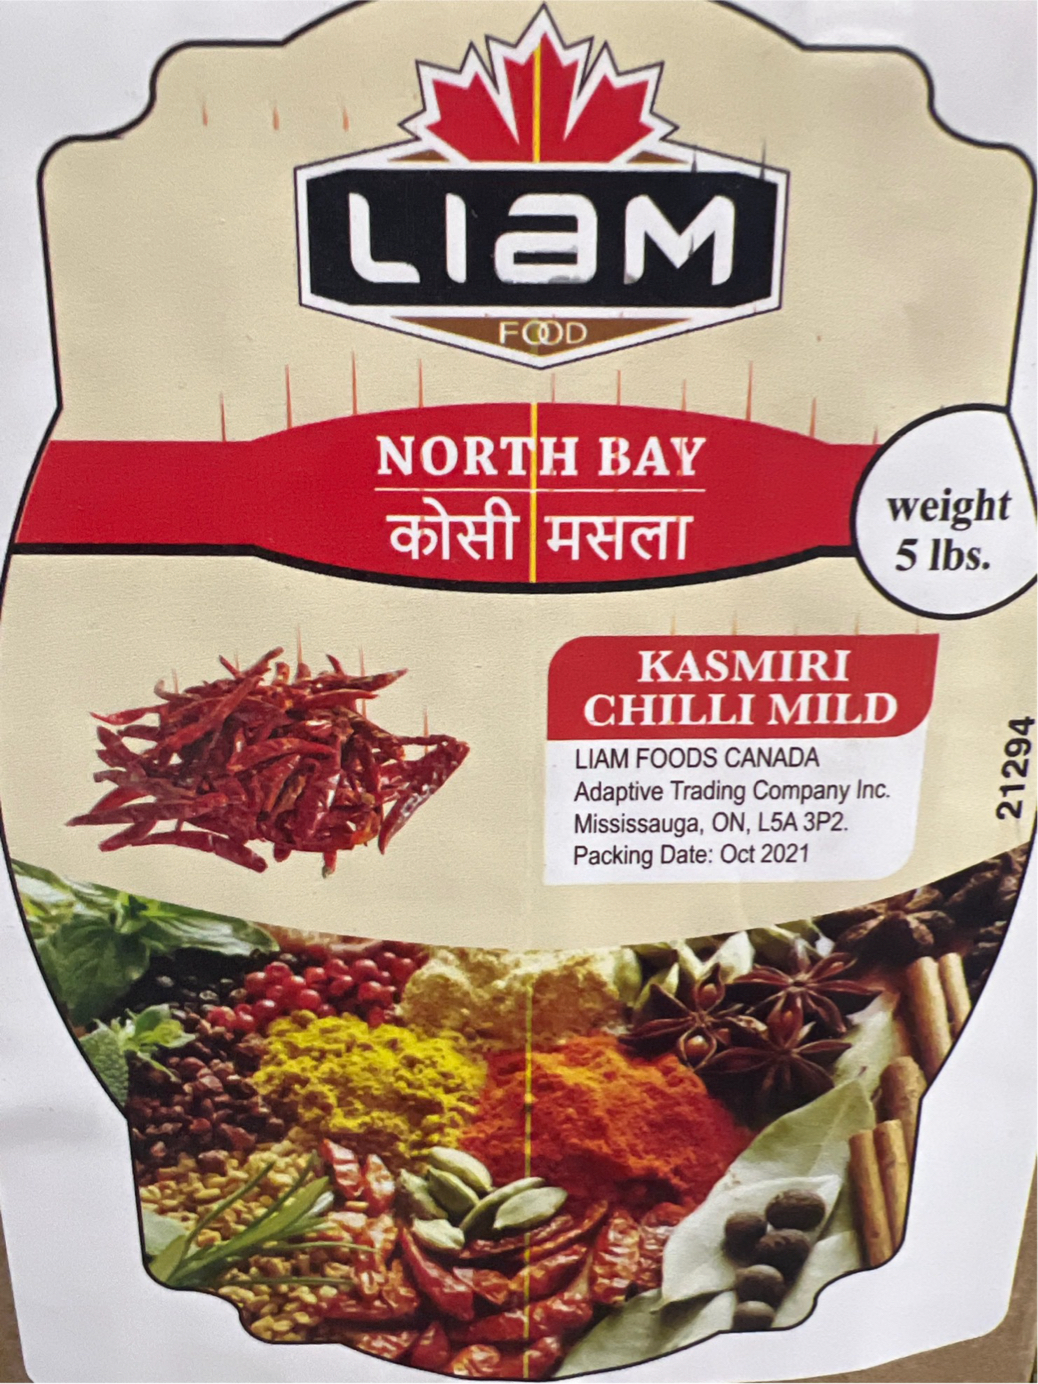 LIAM
FOOD
NORTH BAY
कोसी मसला
weight
5 lbs.
KASMIRI
CHILLI MILD
LIAM FOODS CANADA
Adaptive Trading Company Inc.
Mississauga, ON, L5A 3P2.
Packing Date: Oct 2021
21294